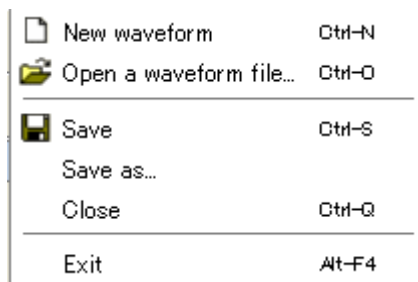 New waveform Ctrl-N
Open a waveform file... Ctrl-O
Save Ctrl-S
Save as...
Close Ctrl-Q
Exit Alt-F4